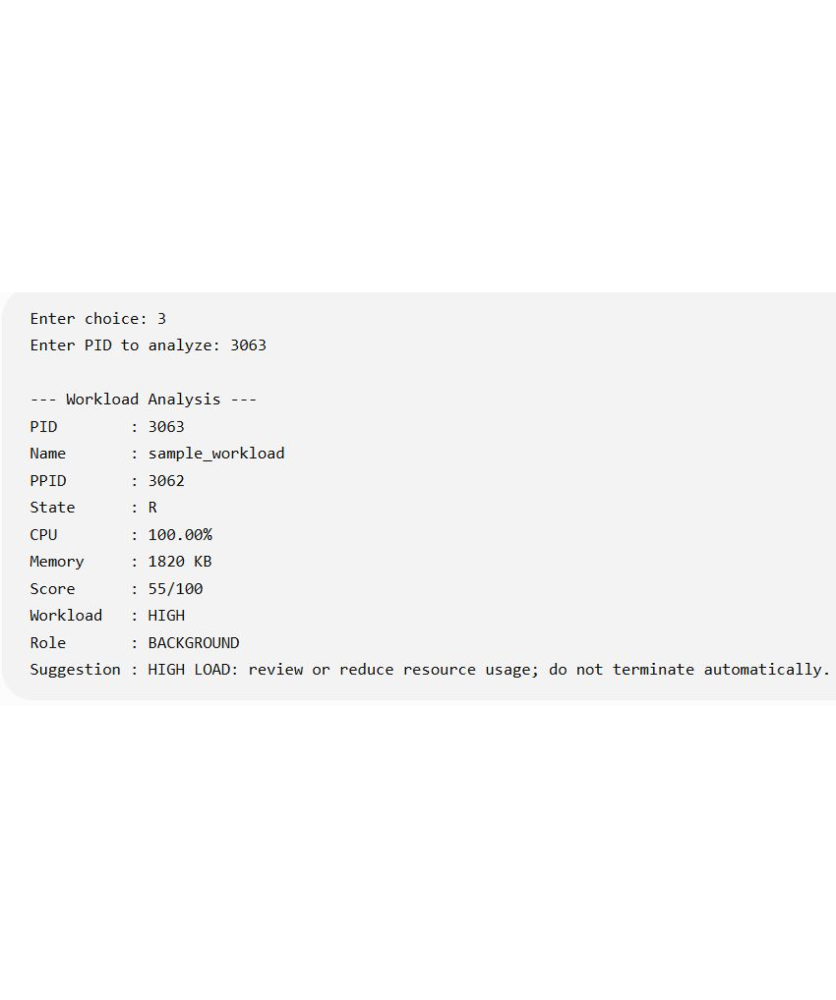 Enter choice: 3
Enter PID to analyze: 3063
--- Workload Analysis ---
PID        : 3063
Name       : sample_workload
PPID       : 3062
State      : R
CPU        : 100.00%
Memory     : 1820 KB
Score      : 55/100
Workload   : HIGH
Role       : BACKGROUND
Suggestion : HIGH LOAD: review or reduce resource usage; do not terminate automatically.